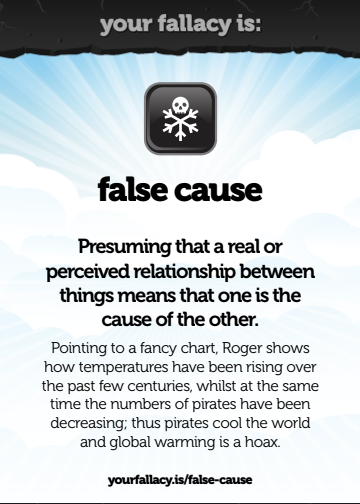 your fallacy is:
false cause
Presuming that a real or
perceived relationship between
things means that one is the
cause of the other.
Pointing to a fancy chart, Roger shows
how temperatures have been rising over
the past few centuries, whilst at the same
time the numbers of pirates have been
decreasing; thus pirates cool the world
and global warming is a hoax.
yourfallacy.is/false-cause